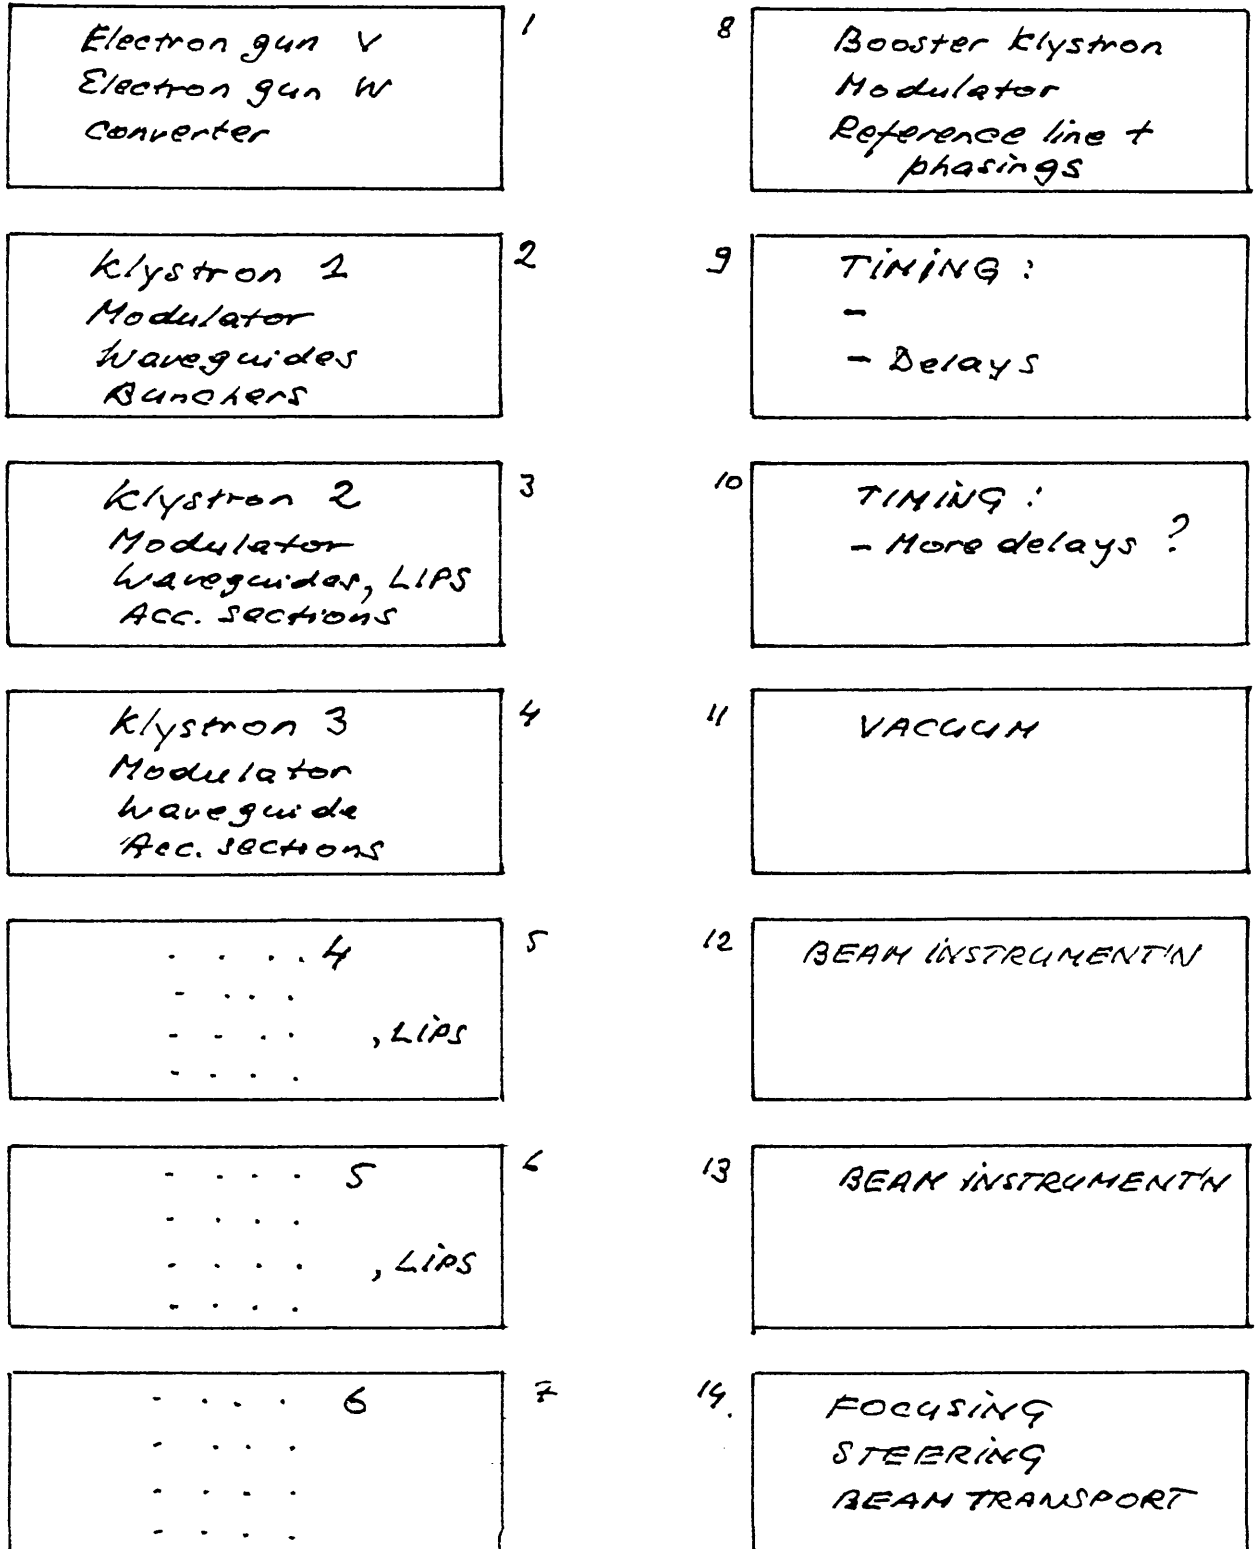 1
Electron gun V
Electron gun W
Converter
2
Klystron 1
Modulator
Waveguides
Bunchers
3
Klystron 2
Modulator
Waveguides, LIPS
Acc. sections
4
Klystron 3
Modulator
Waveguide
Acc. sections
5
- . . . 4
- . . .
- - . . , LIPS
- . . .
6
- . . . 5
- . . .
- . . . , LIPS
- . . .
7
- . . . 6
- . . .
- . . .
- . . .
8
Booster Klystron
Modulator
Reference line +
phasings
9
TIMING :
-
- Delays
10
TIMING :
- More delays ?
11
VACUUM
12
BEAM INSTRUMENT'N
13
BEAM INSTRUMENT'N
14.
FOCUSING
STEERING
BEAM TRANSPORT